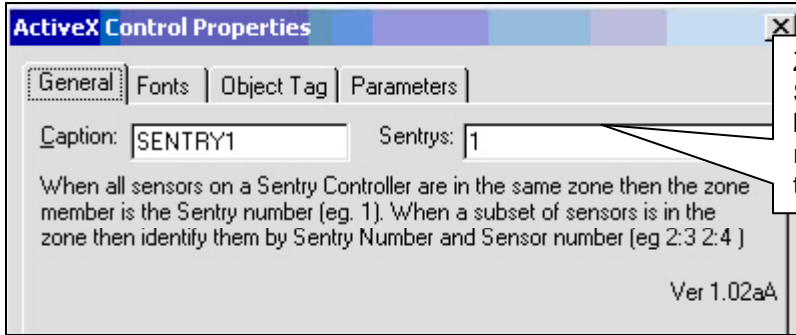 ActiveX Control Properties
General Fonts Object Tag Parameters
Caption: SENTRY1 Sentrys: 1
When all sensors on a Sentry Controller are in the same zone then the zone
member is the Sentry number (eg. 1). When a subset of sensors is in the
zone then identify them by Sentry Number and Sensor number (eg 2:3 2:4 )
Ver 1.02aA